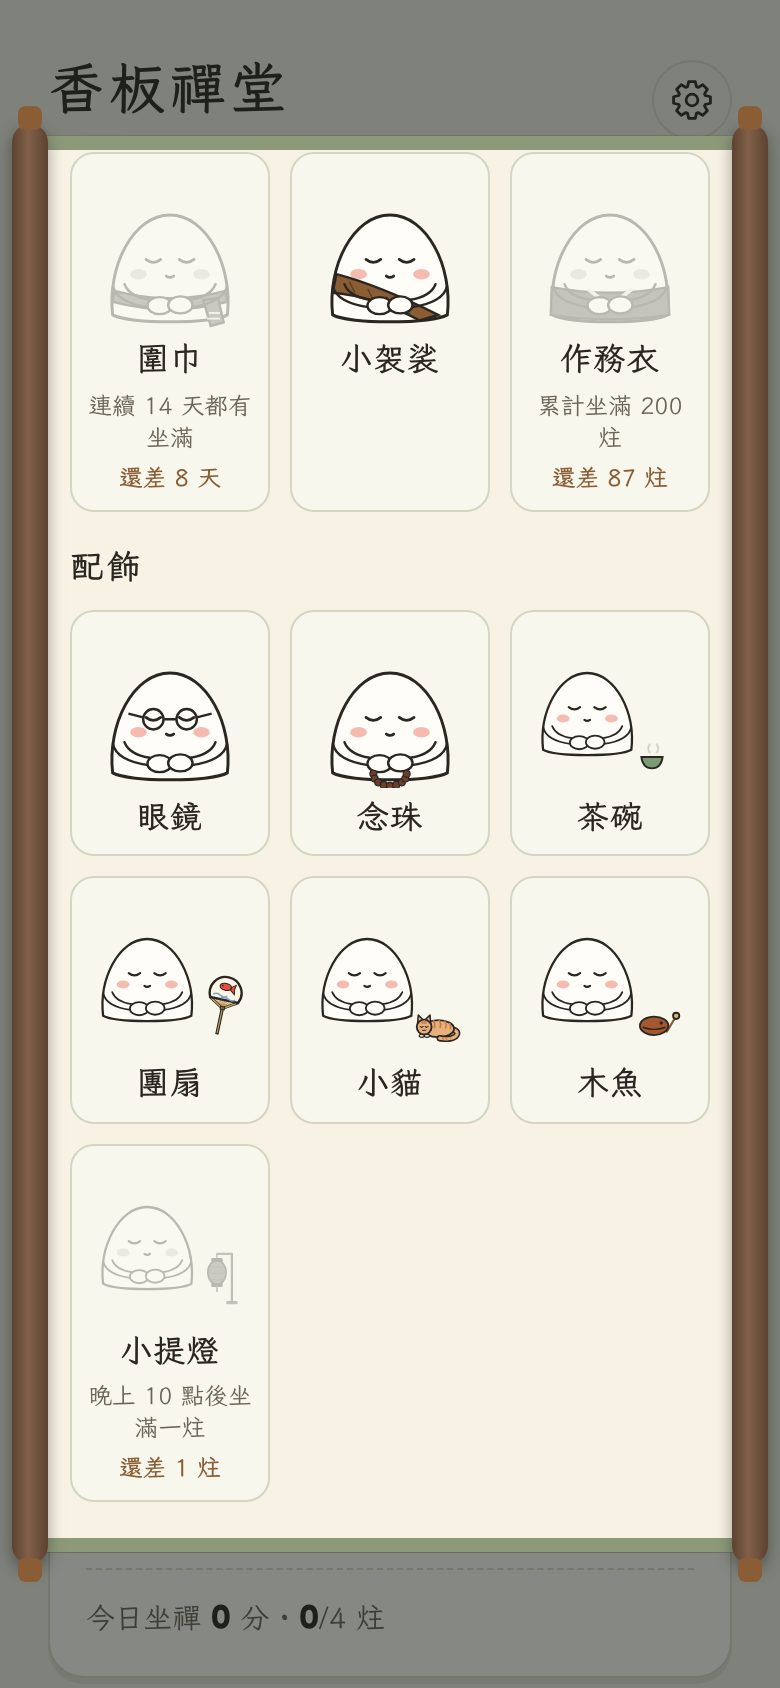 香板禪堂
圍巾
連續 14 天都有
坐滿
還差 8 天
小袈裟
作務衣
累計坐滿 200
炷
還差 87 炷
配飾
眼鏡
念珠
茶碗
團扇
小貓
木魚
小提燈
晚上 10 點後坐
滿一炷
還差 1 炷
今日坐禪 0 分・0/4 炷